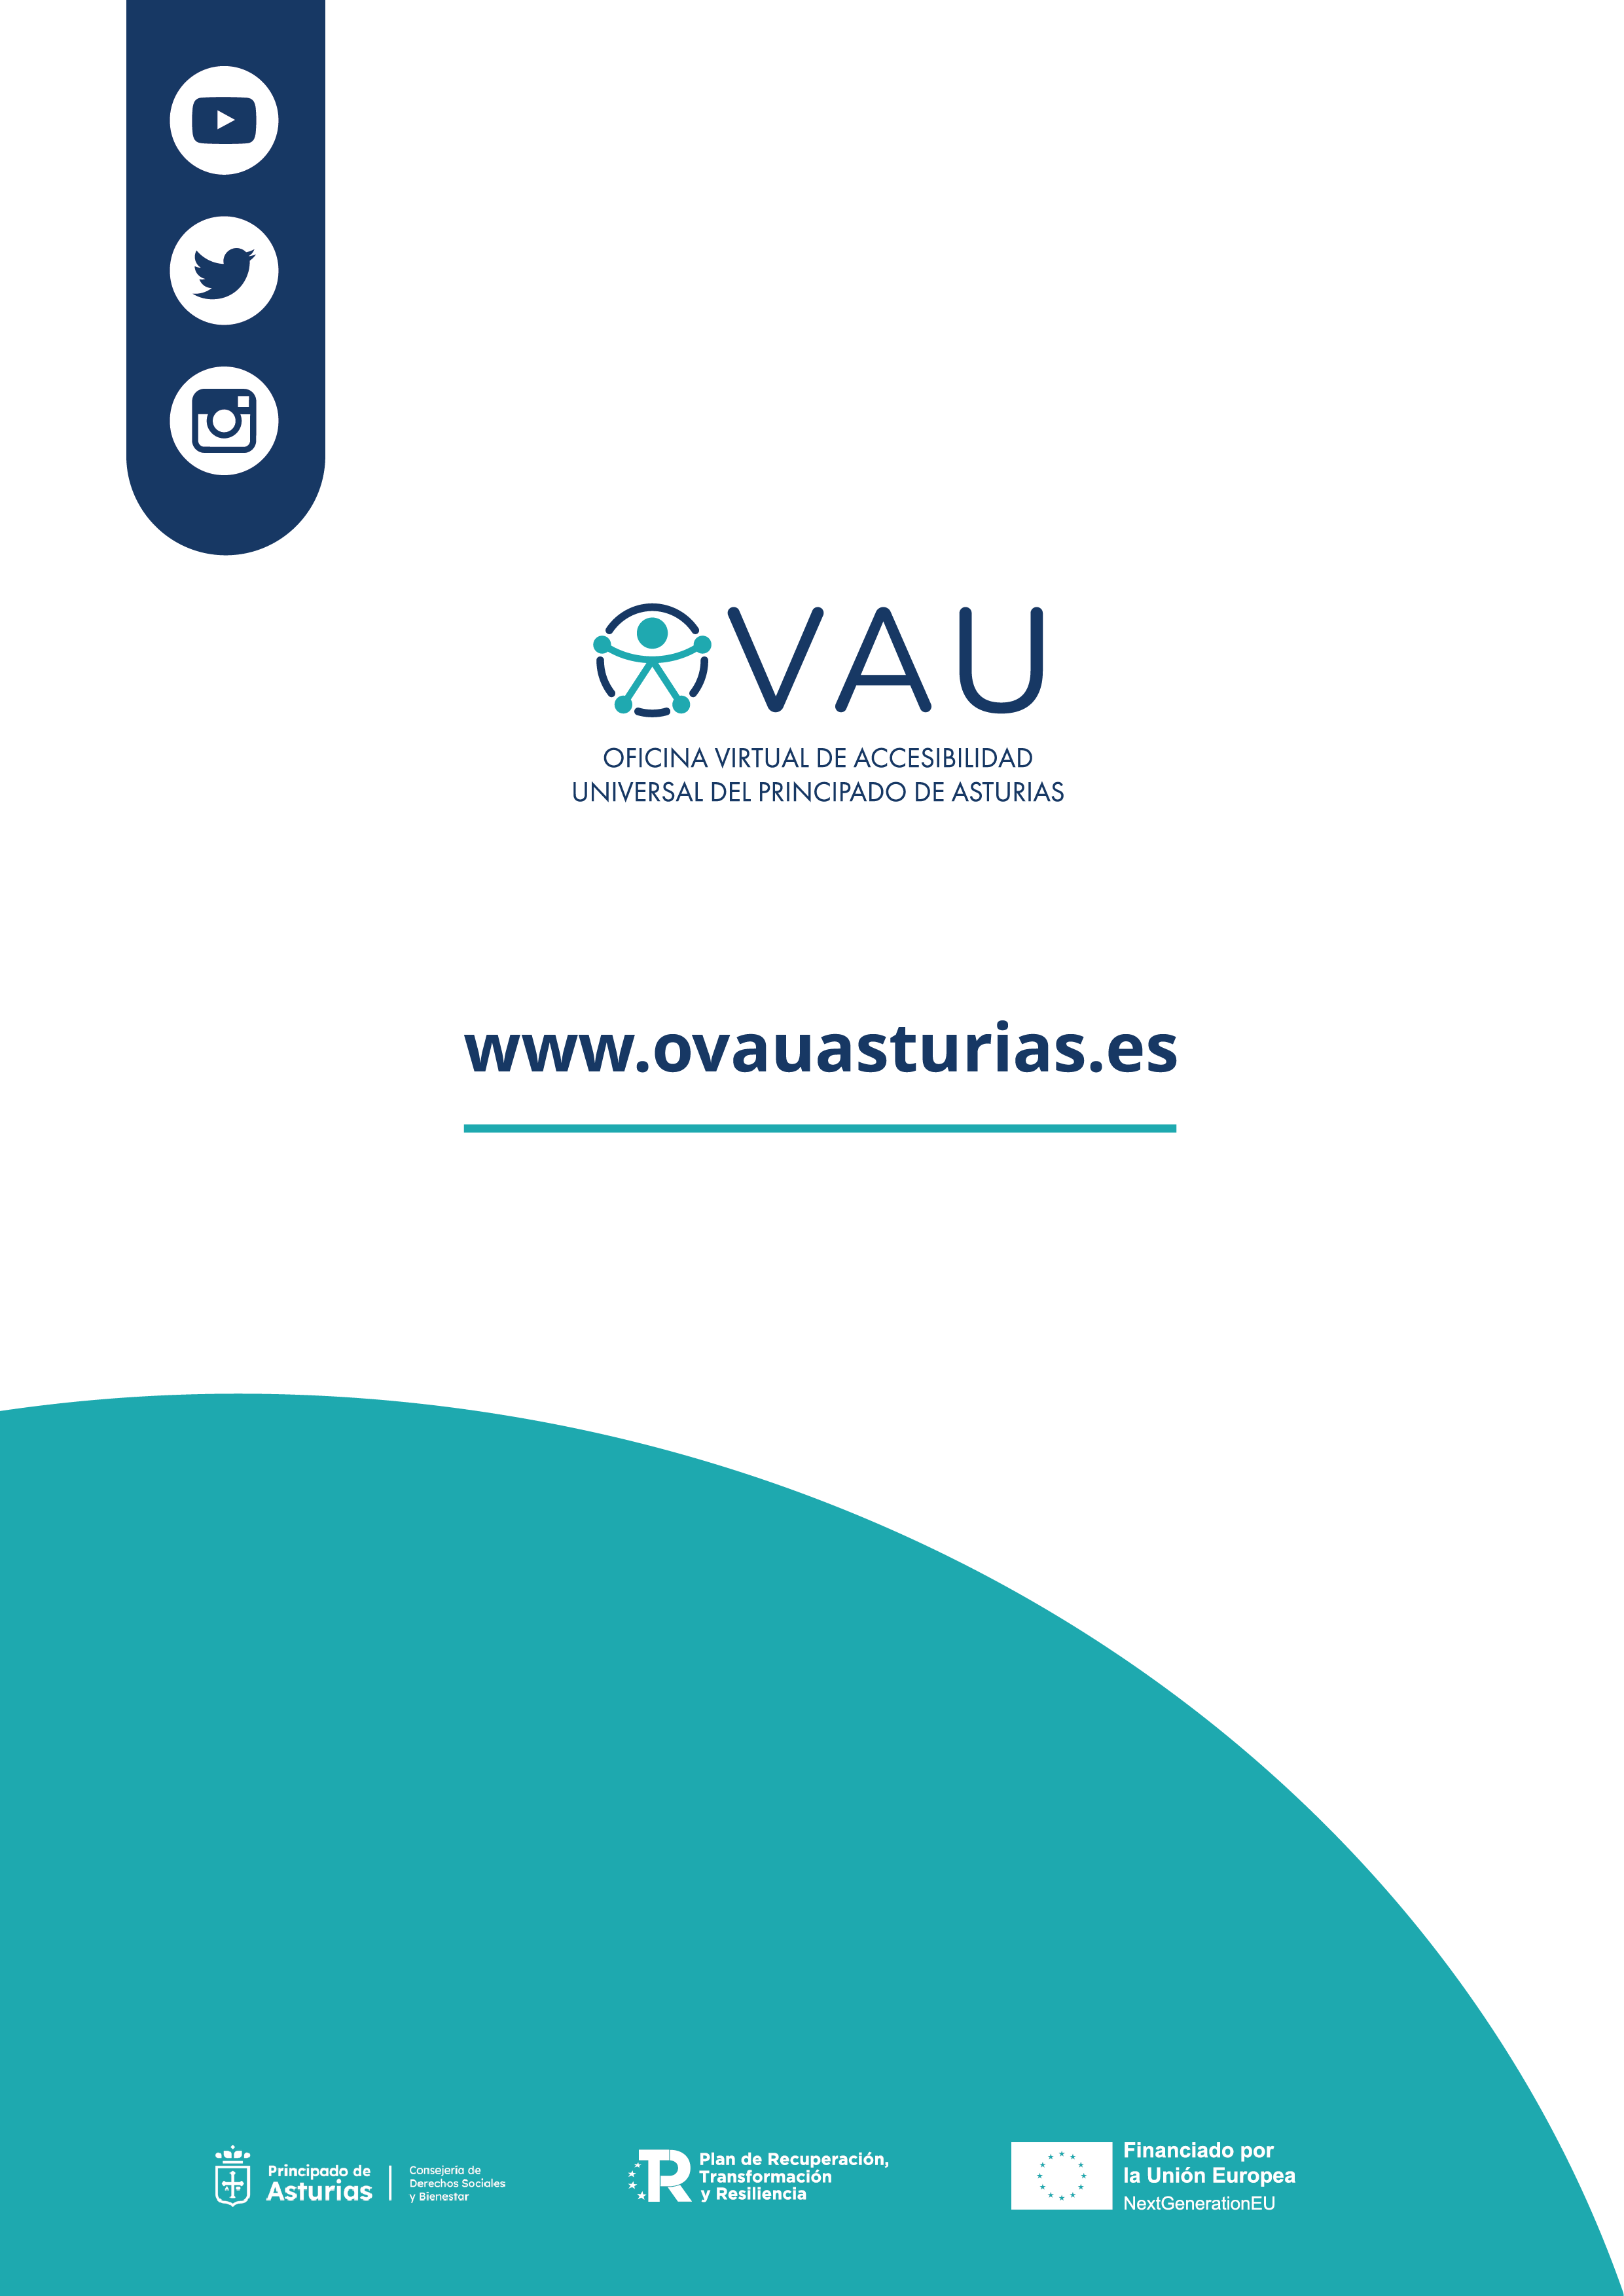 OVAU
OFICINA VIRTUAL DE ACCESIBILIDAD
UNIVERSAL DEL PRINCIPADO DE ASTURIAS
www.ovauasturias.es
Principado de
Asturias
Consejería de
Derechos Sociales
y Bienestar
TR
Plan de Recuperación,
Transformación
y Resiliencia
Financiado por
la Unión Europea
NextGenerationEU